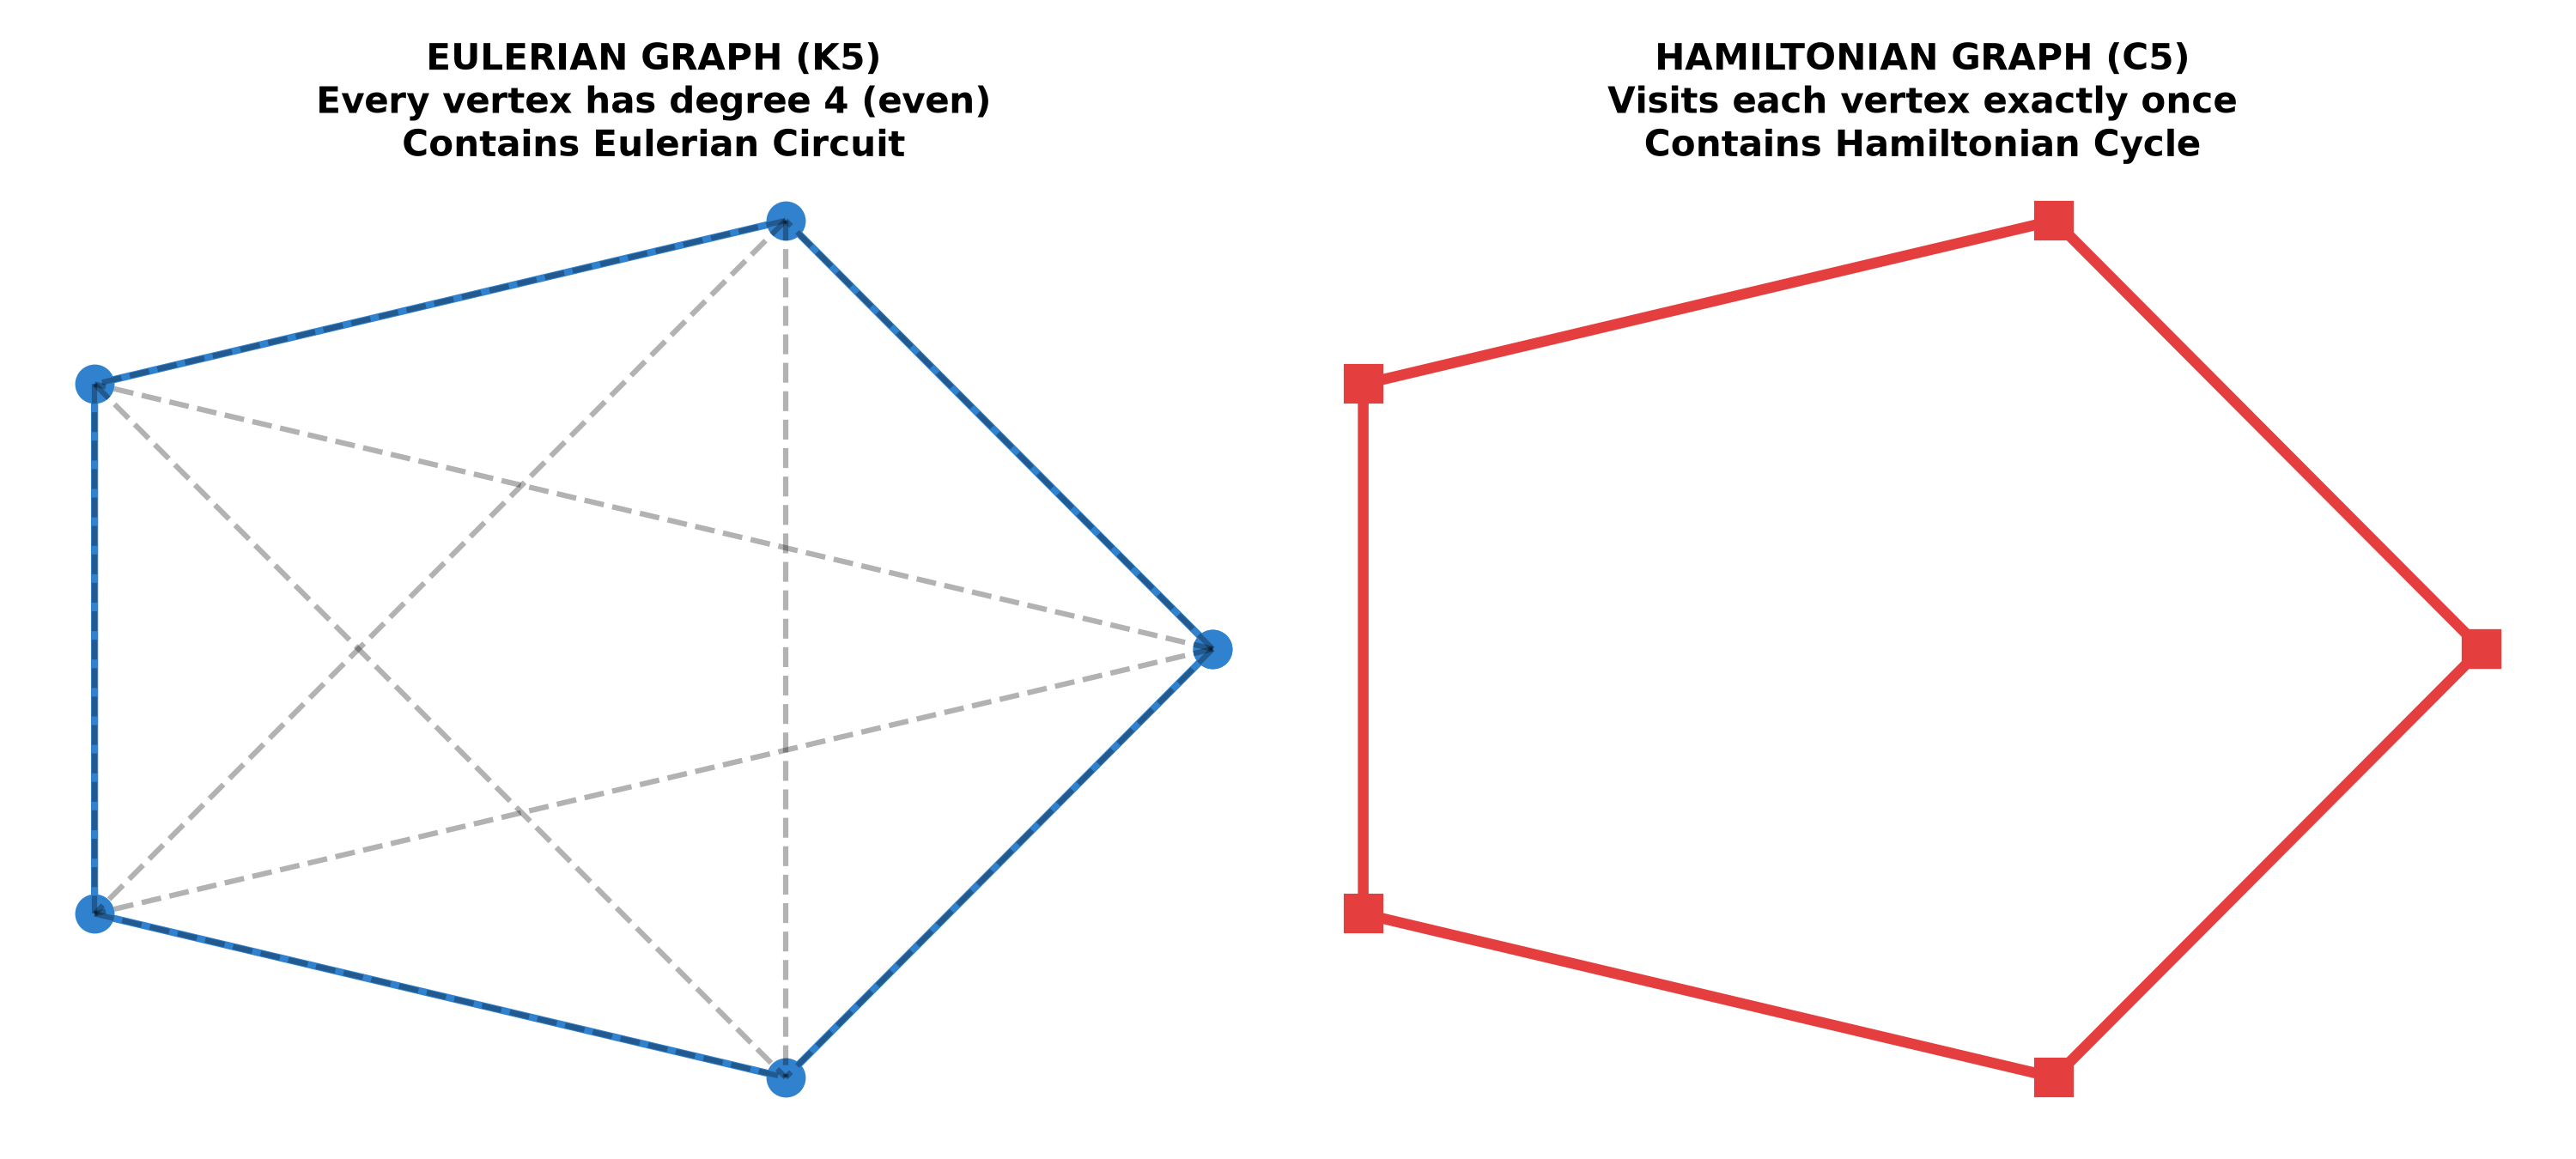 EULERIAN GRAPH (K5)
Every vertex has degree 4 (even)
Contains Eulerian Circuit
HAMILTONIAN GRAPH (C5)
Visits each vertex exactly once
Contains Hamiltonian Cycle